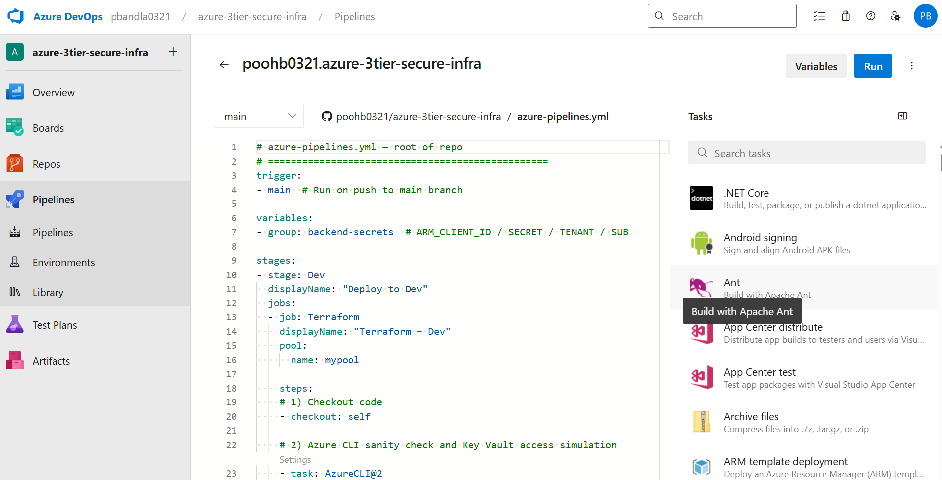 Azure DevOps pbandla0321 / azure-3tier-secure-infra / Pipelines
Search
PB
A azure-3tier-secure-infra +
Overview
Boards
Repos
Pipelines
Pipelines
Environments
Library
Test Plans
Artifacts
← poohb0321.azure-3tier-secure-infra
Variables
Run
main
poohb0321/azure-3tier-secure-infra / azure-pipelines.yml
1 # azure-pipelines.yml – root of repo
2 # =================================================
3 trigger:
4 - main # Run on push to main branch
5
6 variables:
7 - group: backend-secrets # ARM_CLIENT_ID / SECRET / TENANT / SUB
8
9 stages:
10 - stage: Dev
11 displayName: "Deploy to Dev"
12 jobs:
13 - job: Terraform
14 displayName: "Terraform - Dev"
15 pool:
16 name: mypool
17
18 steps:
19 # 1) Checkout code
20 - checkout: self
21
22 # 2) Azure CLI sanity check and Key Vault access simulation
Settings
23 - task: AzureCLI@2
Tasks
Search tasks
dotnet
.NET Core
Build, test, package, or publish a dotnet applicatio...
Android signing
Sign and align Android APK files
Ant
Build with Apache Ant
Build with Apache Ant
App Center distribute
Distribute app builds to testers and users via Visu...
App Center test
Test app packages with Visual Studio App Center
Archive files
Compress files into .7z, .tar.gz, or .zip
ARM template deployment
Deploy an Azure Resource Manager (ARM) templ...